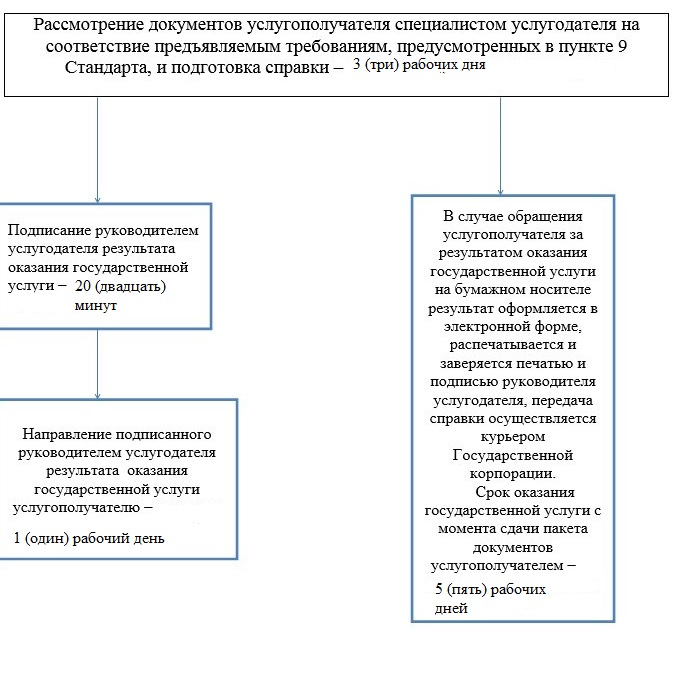 Рассмотрение документов услугополучателя специалистом услугодателя на
соответствие предъявляемым требованиям, предусмотренных в пункте 9
Стандарта, и подготовка справки – 3 (три) рабочих дня
Подписание руководителем
услугодателя результата
оказания государственной
услуги – 20 (двадцать)
минут
Направление подписанного
руководителем услугодателя
результата оказания
государственной услуги
услугополучателю –
1 (один) рабочий день
В случае обращения
услугополучателя за
результатом оказания
государственной услуги
на бумажном носителе
результат оформляется в
электронной форме,
распечатывается и
заверяется печатью и
подписью руководителя
услугодателя, передача
справки осуществляется
курьером
Государственной
корпорации.
Срок оказания
государственной услуги с
момента сдачи пакета
документов
услугополучателем –
5 (пять) рабочих
дней